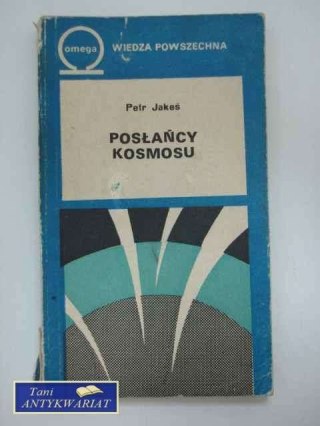 omega
WIEDZA POWSZECHNA
Petr Jakeš
POSŁAŃCY
KOSMOSU
Tani
ANTYKWARIAT